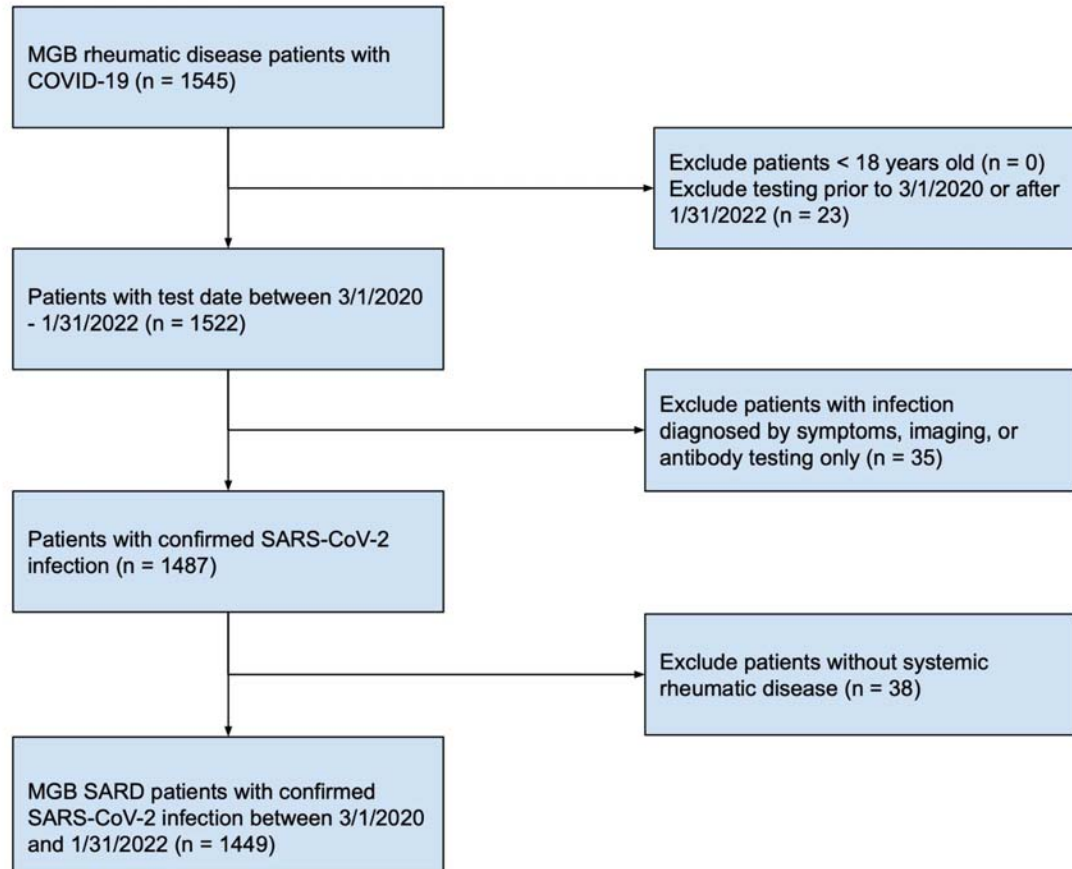 MGB rheumatic disease patients with
COVID-19 (n = 1545)
Exclude patients < 18 years old (n = 0)
Exclude testing prior to 3/1/2020 or after
1/31/2022 (n = 23)
Patients with test date between 3/1/2020
- 1/31/2022 (n = 1522)
Exclude patients with infection
diagnosed by symptoms, imaging, or
antibody testing only (n = 35)
Patients with confirmed SARS-CoV-2
infection (n = 1487)
Exclude patients without systemic
rheumatic disease (n = 38)
MGB SARD patients with confirmed
SARS-CoV-2 infection between 3/1/2020
and 1/31/2022 (n = 1449)